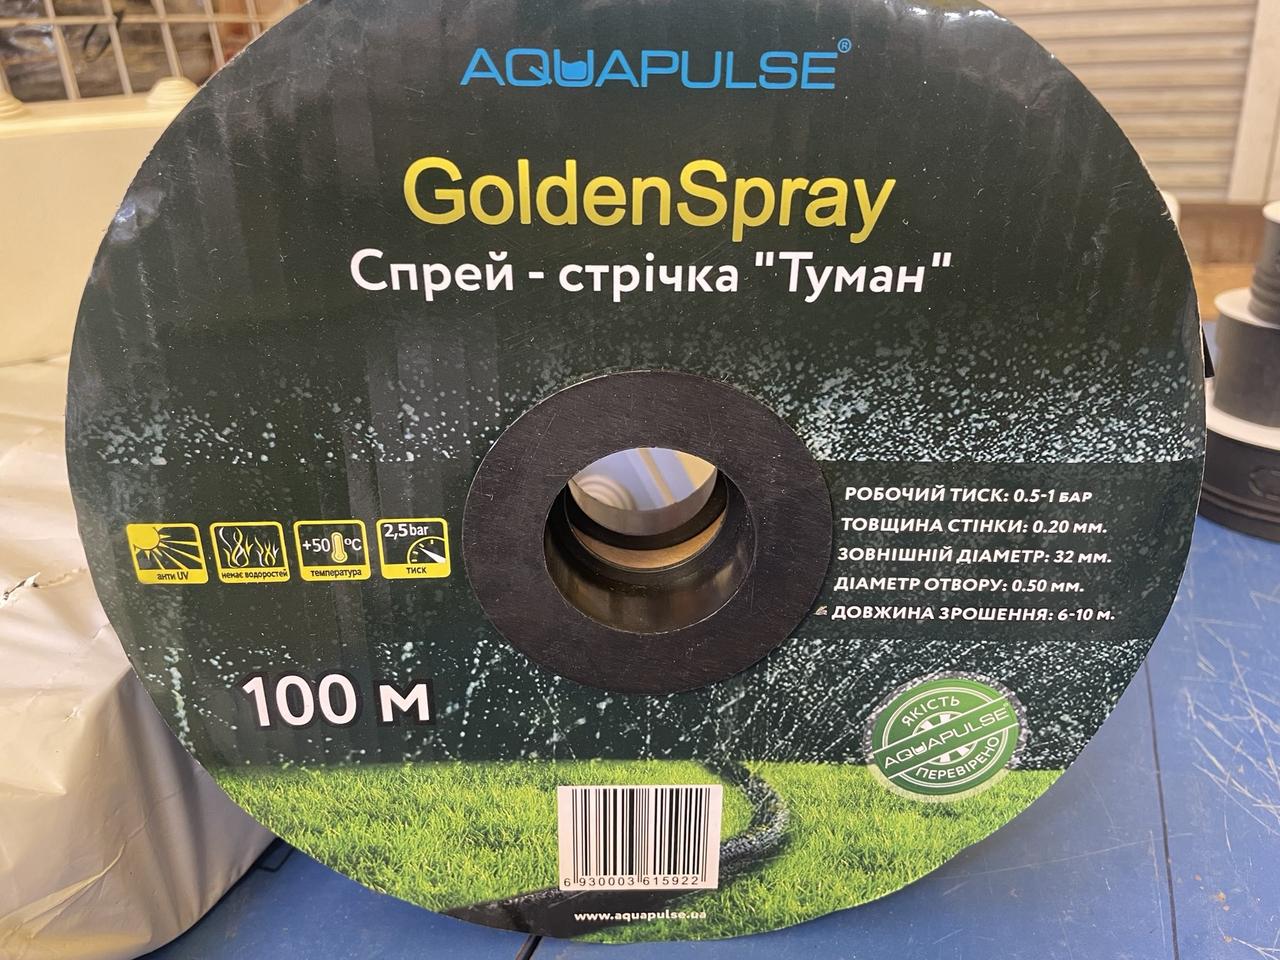 AQUAPULSE®
GoldenSpray
Спрей - стрічка "Туман"
анти UV
немає водоростей
+50 °C
температура
2,5 bar
тиск
РОБОЧИЙ ТИСК: 0.5-1 БАР
ТОВЩИНА СТІНКИ: 0.20 ММ.
ЗОВНІШНІЙ ДІАМЕТР: 32 ММ.
ДІАМЕТР ОТВОРУ: 0.50 ММ.
ДОВЖИНА ЗРОШЕННЯ: 6-10 М.
100 м
ЯКІСТЬ
AQUAPULSE®
ПЕРЕВІРЕНО
6 930003 615922
www.aquapulse.ua